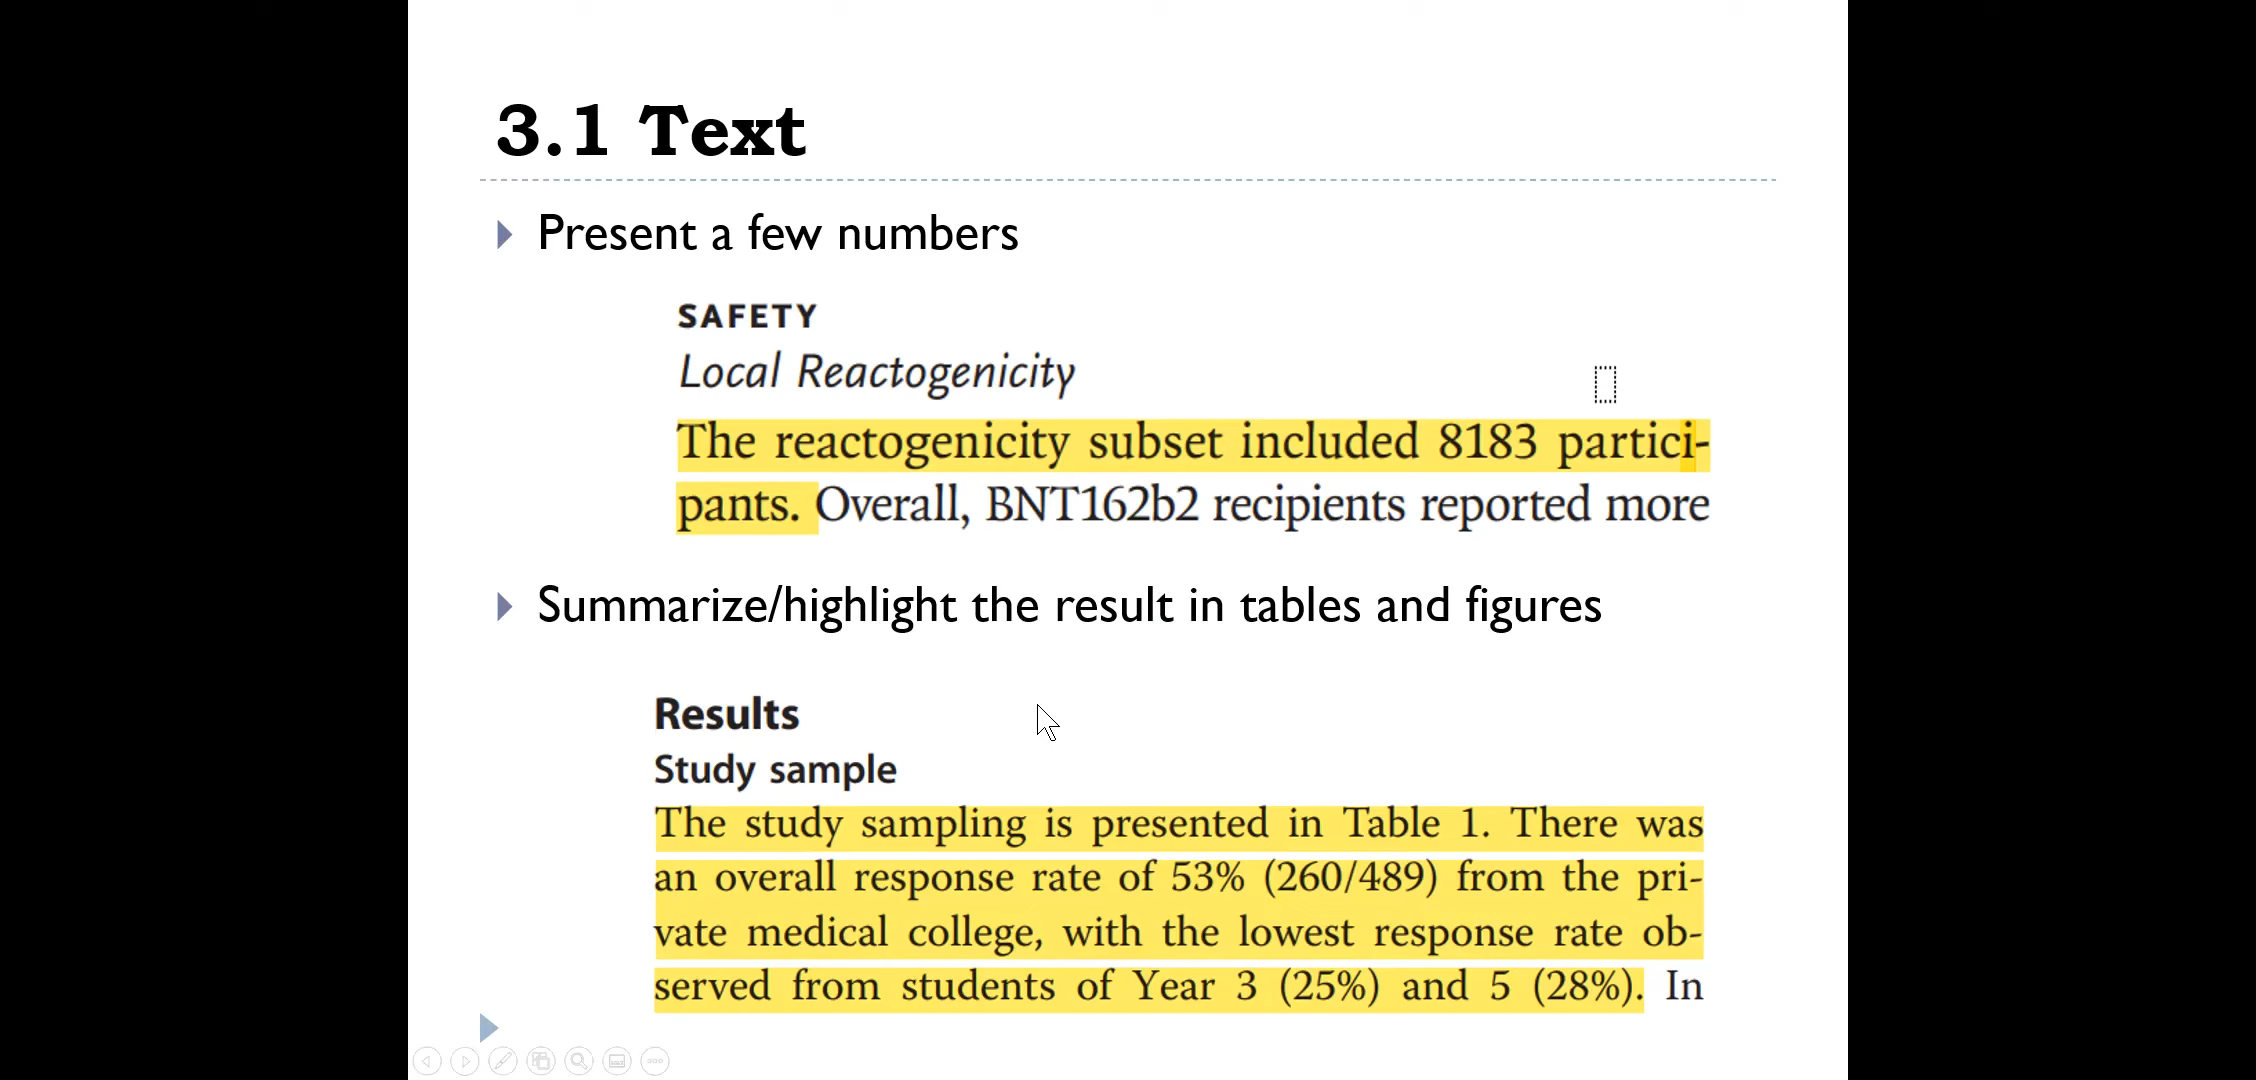 3.1 Text
Present a few numbers
SAFETY
Local Reactogenicity
The reactogenicity subset included 8183 partici-
pants. Overall, BNT162b2 recipients reported more
Summarize/highlight the result in tables and figures
Results
Study sample
The study sampling is presented in Table 1. There was
an overall response rate of 53% (260/489) from the pri-
vate medical college, with the lowest response rate ob-
served from students of Year 3 (25%) and 5 (28%). In